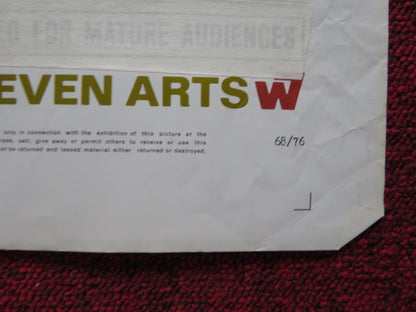 FOR MATURE AUDIENCES
EVEN ARTS W
only in connection with the exhibition of this picture at the
rade, sell, give away or permit others to receive or use this
st be returned and leased material either returned or destroyed.
68/76